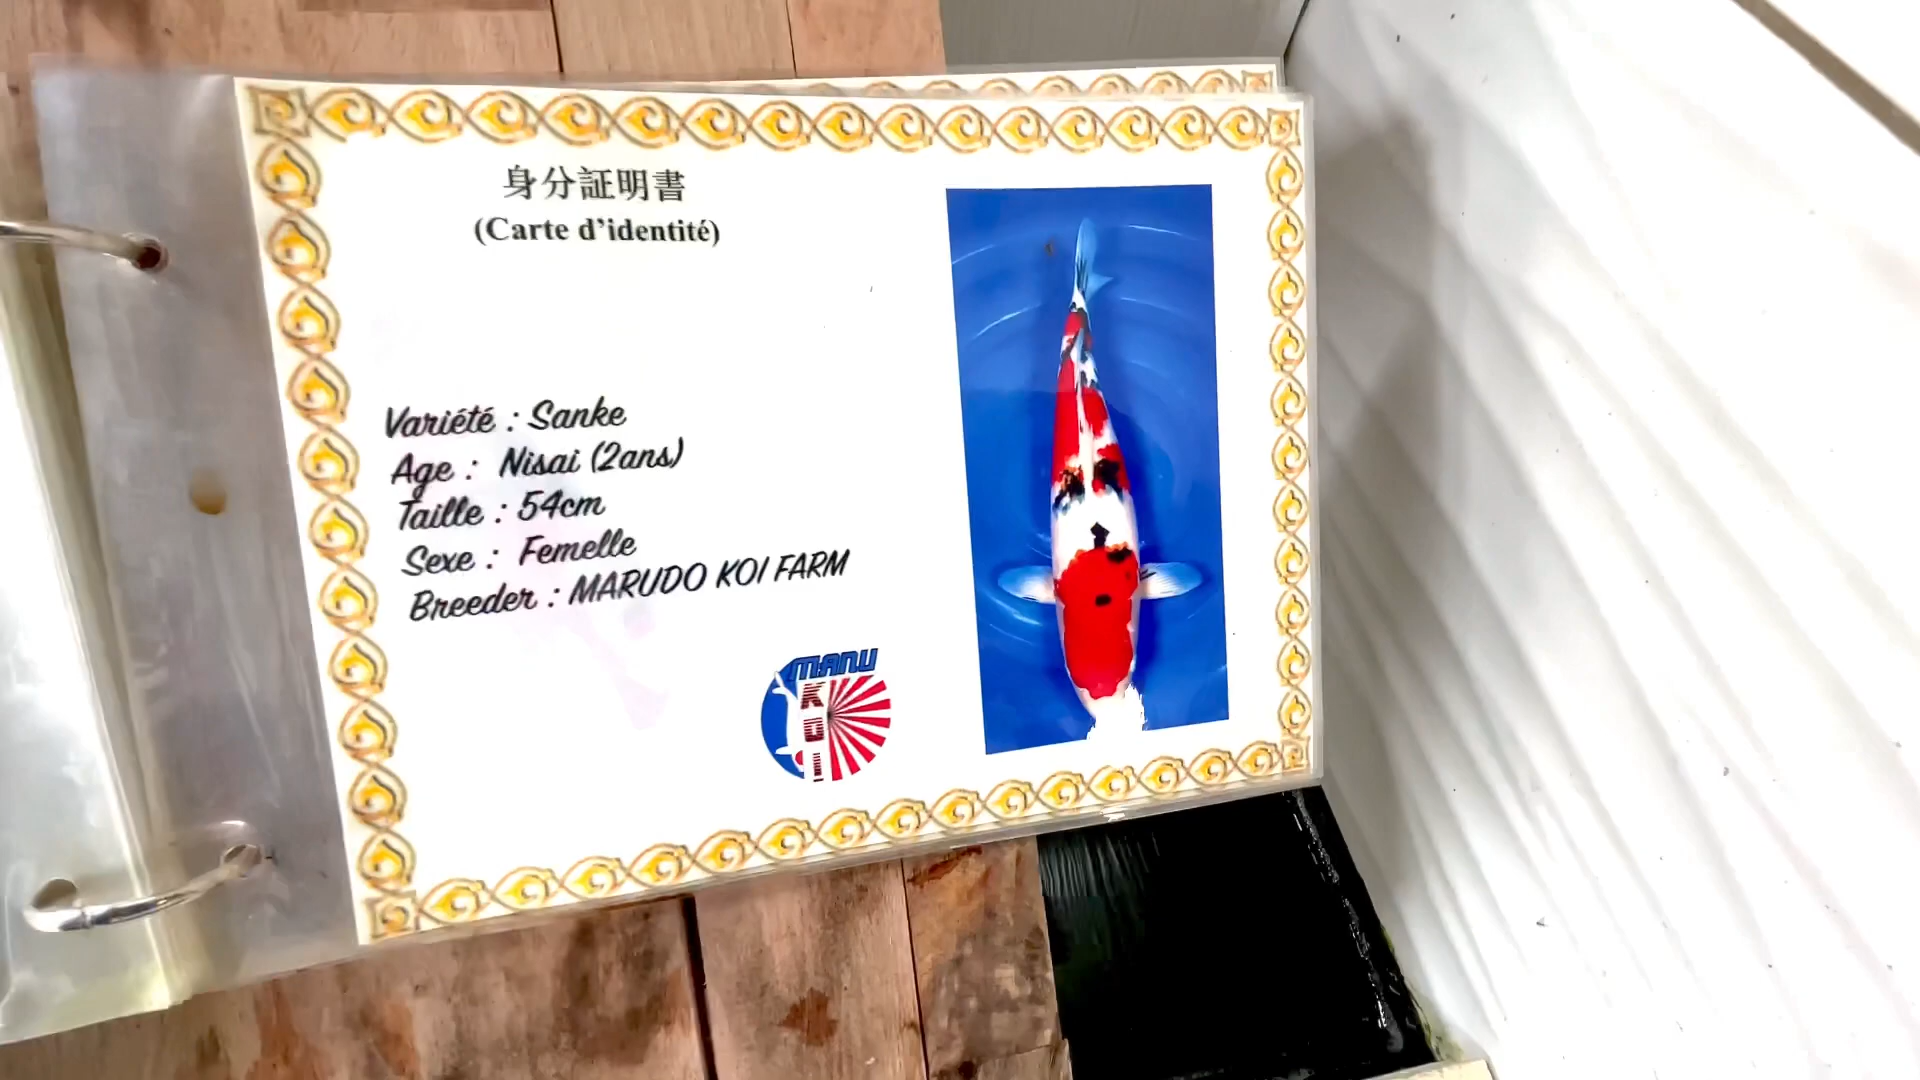 身分証明書
(Carte d'identité)
Variété : Sanke
Age : Nisai (2ans)
Taille : 54cm
Sexe : Femelle
Breeder : MARUDO KOI FARM
MANU
KOI